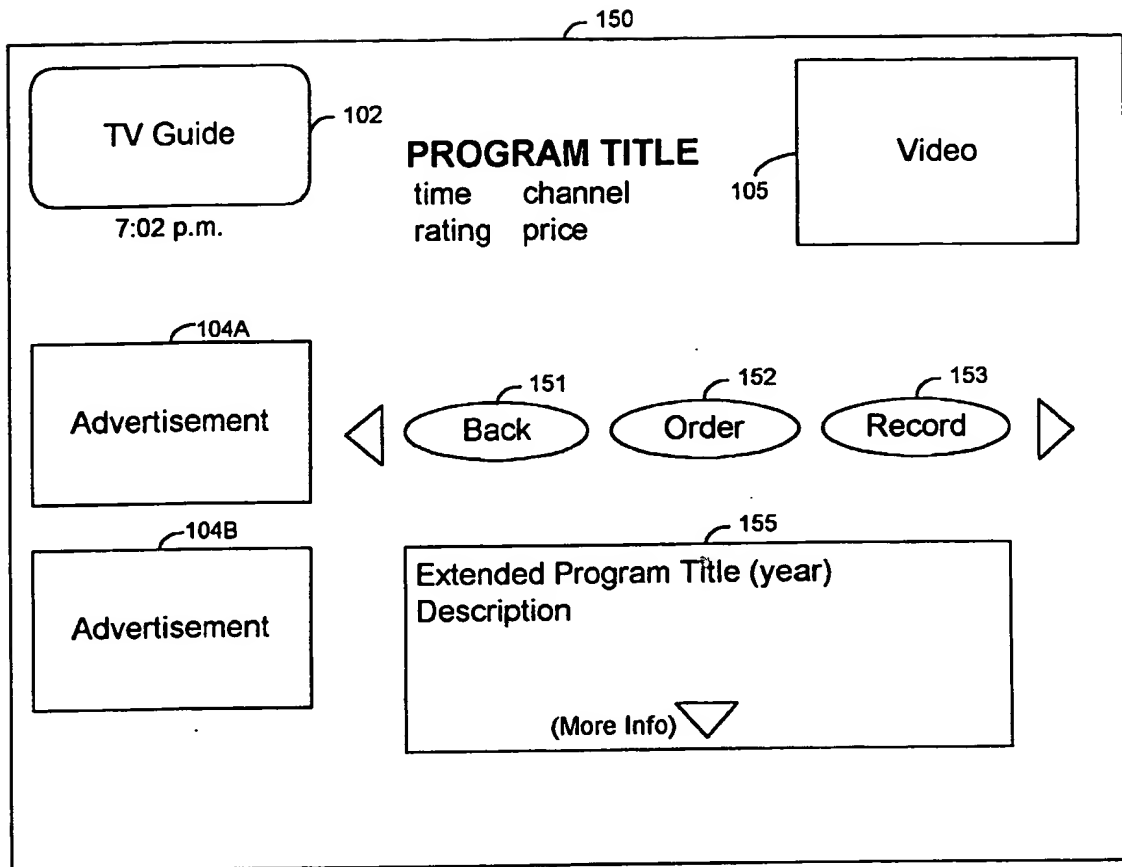 150
TV Guide
102
7:02 p.m.
PROGRAM TITLE
time channel
rating price
105
Video
104A
Advertisement
151
Back
152
Order
153
Record
104B
Advertisement
155
Extended Program Title (year)
Description
(More Info)